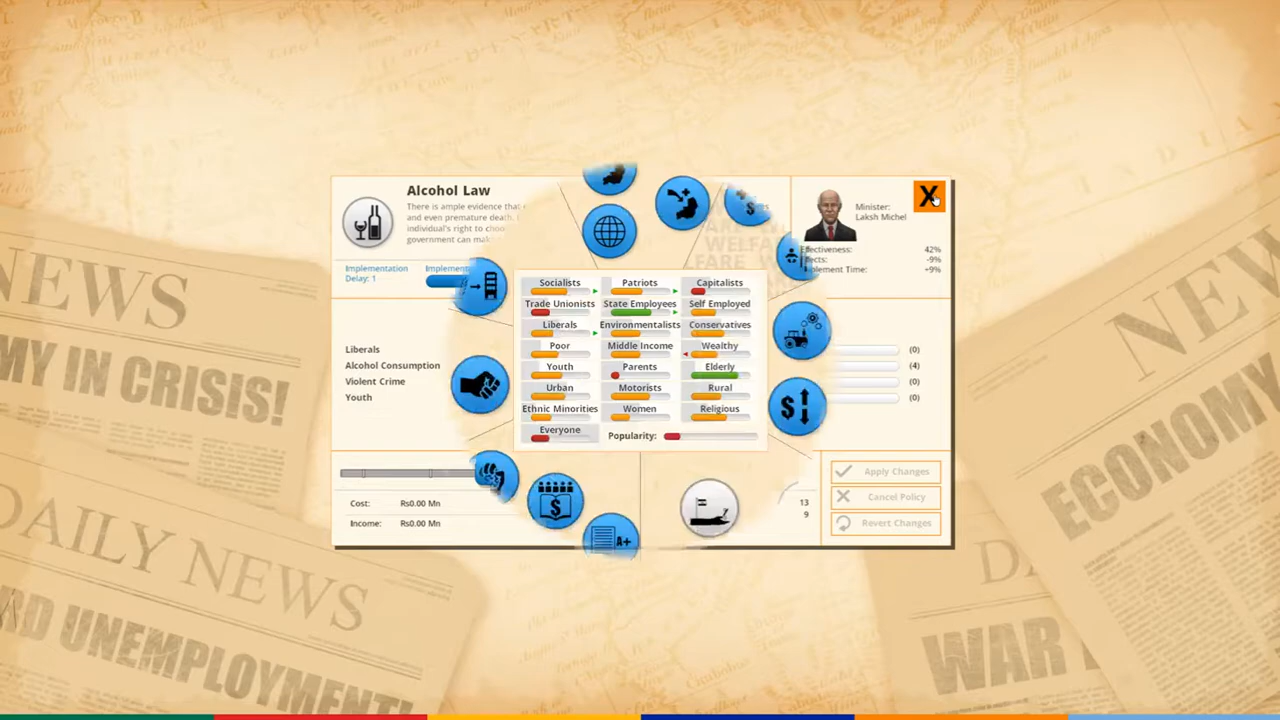 Alcohol Law
There is ample evidence that
and even premature death.
individual's right to choo
government can mak
Implementation
Delay: 1
Implement
Minister:
Laksh Michel
X
42%
-9%
+9%
WELFA
FARE
Socialists
Patriots
Capitalists
Trade Unionists
State Employees
Self Employed
Liberals
Environmentalists
Conservatives
Poor
Middle Income
Wealthy
Youth
Parents
Elderly
Urban
Motorists
Rural
Ethnic Minorities
Women
Religious
Everyone
Popularity:
Liberals
Alcohol Consumption
Violent Crime
Youth
(0)
(4)
(0)
(0)
Cost:
Rs0.00 Mn
Income:
Rs0.00 Mn
13
9
Apply Changes
Cancel Policy
Revert Changes
A+
NEWS
MY IN CRISIS!
DAILY NEWS
RD UNEMPLOYMENT!
NEW
ECONOMY
WAR